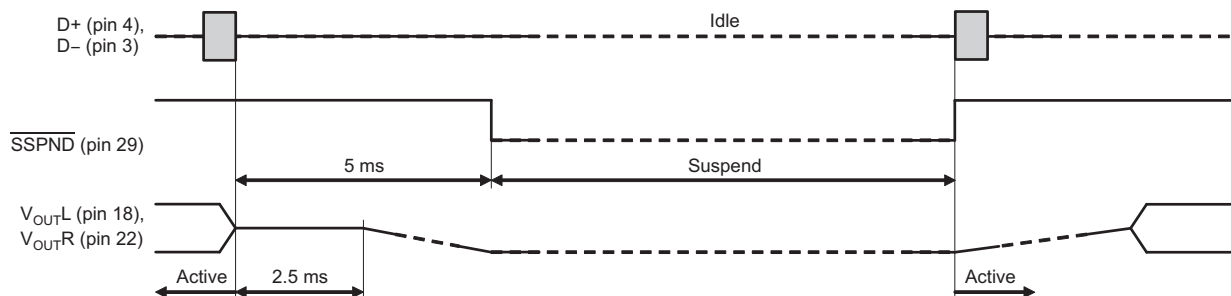 D+ (pin 4),
D− (pin 3)
Idle
SSPND (pin 29)
5 ms
Suspend
VOUTL (pin 18),
VOUTR (pin 22)
Active
2.5 ms
Active